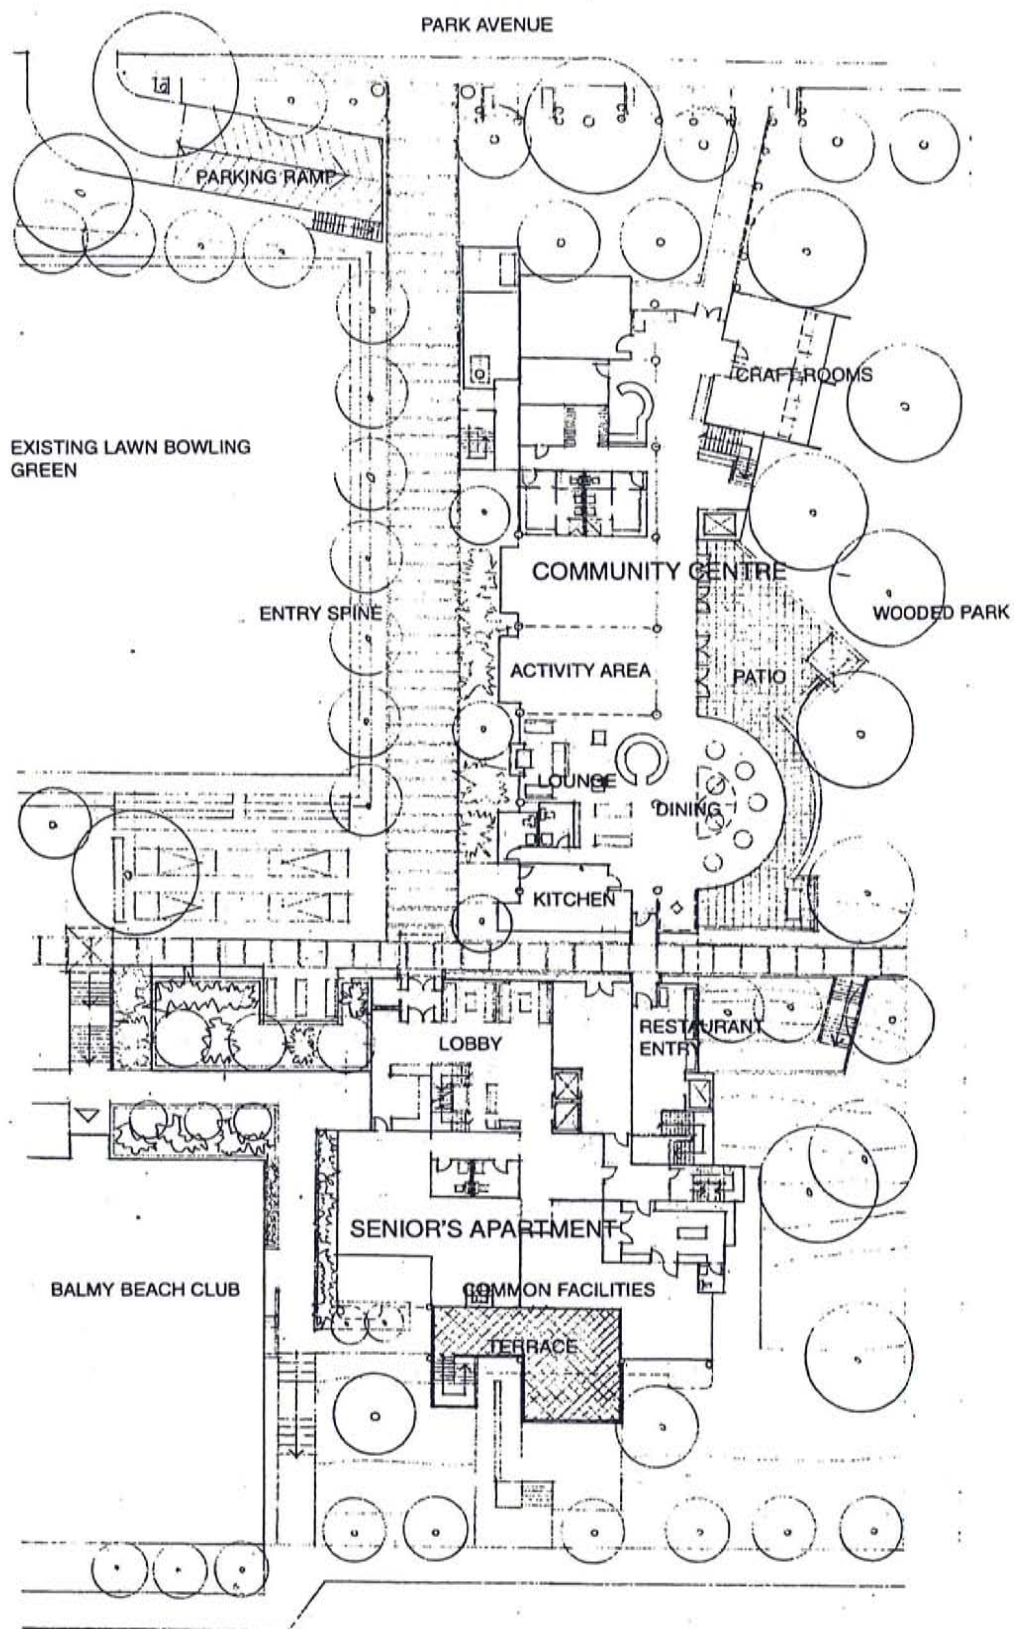 PARK AVENUE
PARKING RAMP
CRAFT ROOMS
EXISTING LAWN BOWLING
GREEN
COMMUNITY CENTRE
ENTRY SPINE
WOODED PARK
ACTIVITY AREA
PATIO
LOUNGE
DINING
KITCHEN
LOBBY
RESTAURANT
ENTRY
SENIOR'S APARTMENT
BALMY BEACH CLUB
COMMON FACILITIES
TERRACE